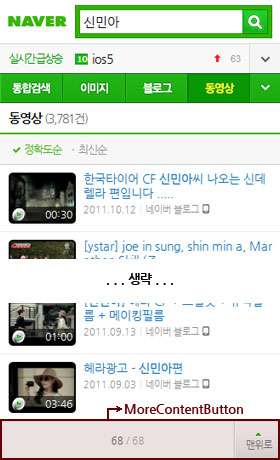 NAVER 신민아
실시간급상승 10 ios5 63
통합검색 이미지 블로그 동영상
동영상 (3,781건)
정확도순 · 최신순
한국타이어 CF 신민아씨 나오는 신데
렐라 편입니다 .....
00:30
2011.10.12 네이버 블로그
[ystar] joe in sung, shin min a, Mar
. . . 생략 . . .
름 + 메이킹필름
01:00
2011.09.13 네이버 블로그
헤라광고 - 신민아편
2011.09.03 네이버 블로그
03:46
MoreContentButton
68 / 68
맨위로